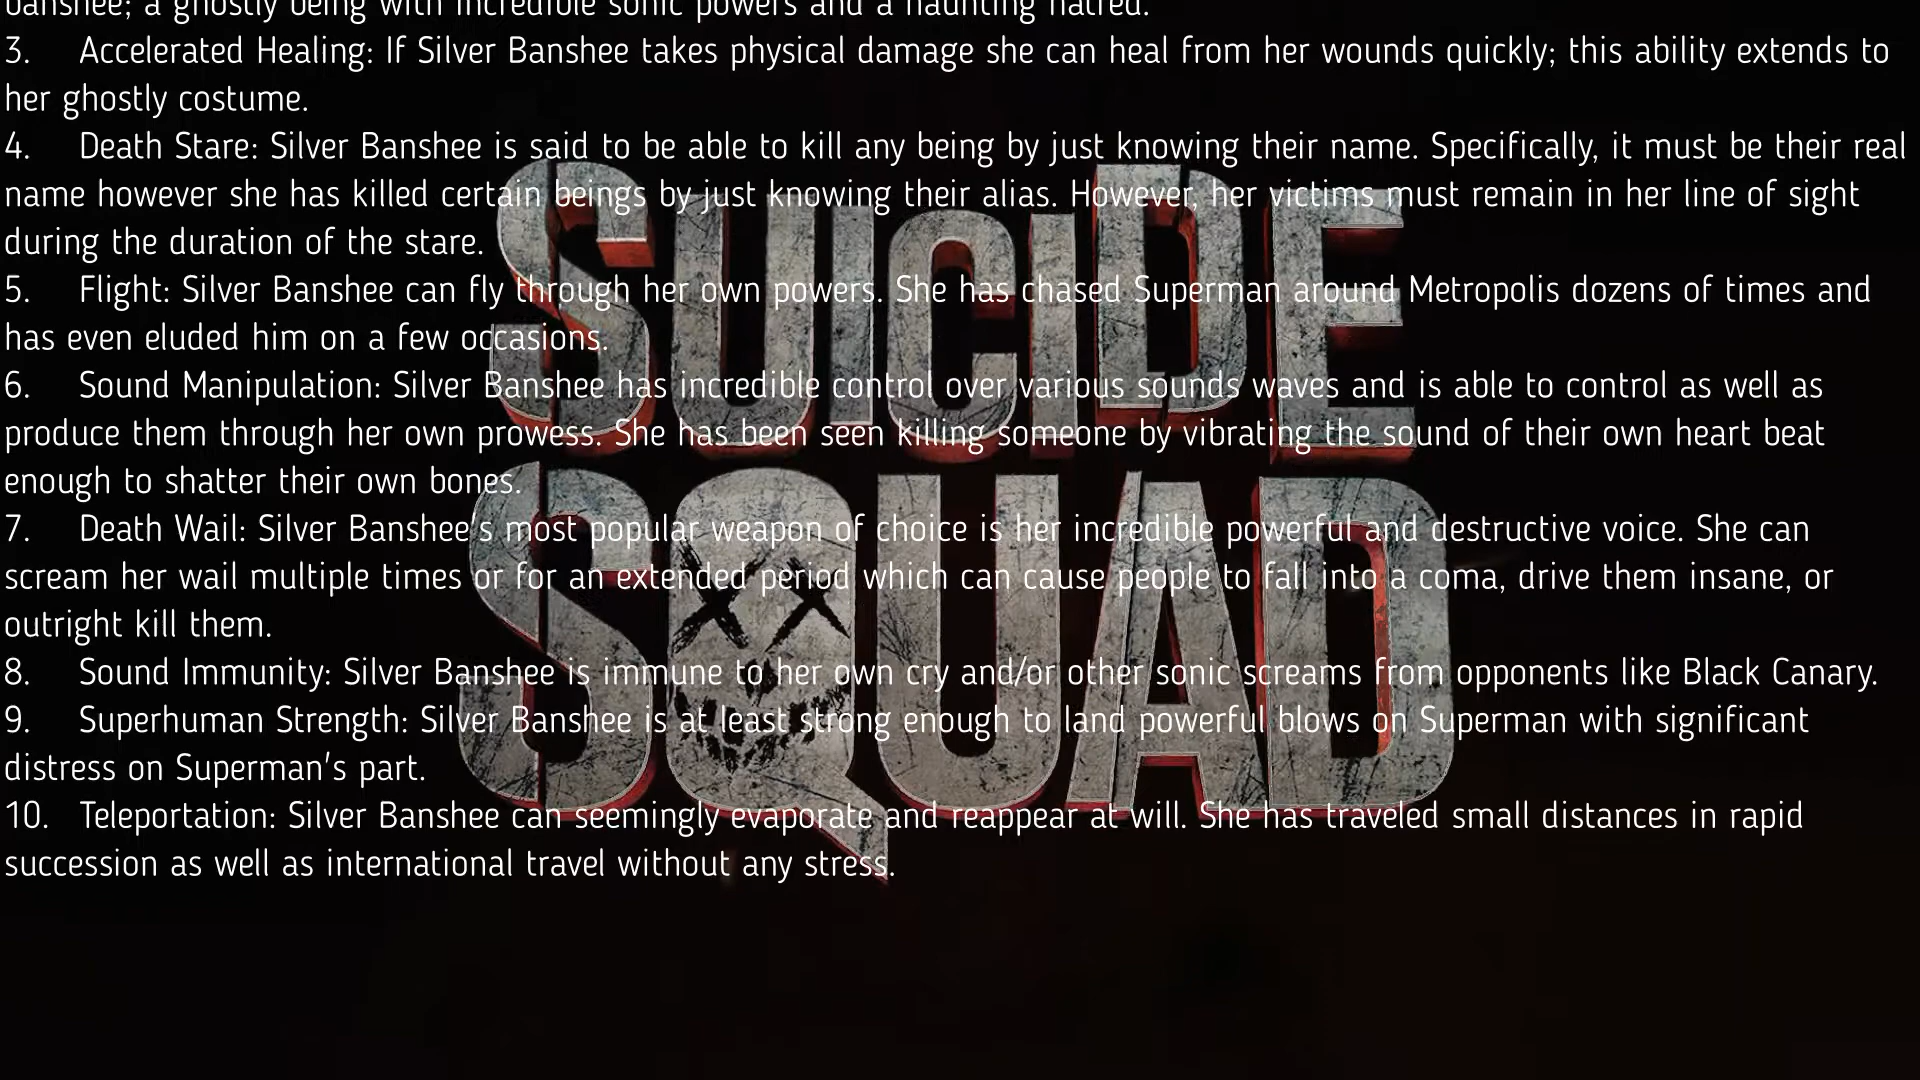 banshee; a ghostly being with incredible sonic powers and a haunting hatred.
3. Accelerated Healing: If Silver Banshee takes physical damage she can heal from her wounds quickly; this ability extends to
her ghostly costume.
4. Death Stare: Silver Banshee is said to be able to kill any being by just knowing their name. Specifically, it must be their real
name however she has killed certain beings by just knowing their alias. However, her victims must remain in her line of sight
during the duration of the stare.
5. Flight: Silver Banshee can fly through her own powers. She has chased Superman around Metropolis dozens of times and
has even eluded him on a few occasions.
6. Sound Manipulation: Silver Banshee has incredible control over various sounds waves and is able to control as well as
produce them through her own prowess. She has been seen killing someone by vibrating the sound of their own heart beat
enough to shatter their own bones.
7. Death Wail: Silver Banshee's most popular weapon of choice is her incredible powerful and destructive voice. She can
scream her wail multiple times or for an extended period which can cause people to fall into a coma, drive them insane, or
outright kill them.
8. Sound Immunity: Silver Banshee is immune to her own cry and/or other sonic screams from opponents like Black Canary.
9. Superhuman Strength: Silver Banshee is at least strong enough to land powerful blows on Superman with significant
distress on Superman's part.
10. Teleportation: Silver Banshee can seemingly evaporate and reappear at will. She has traveled small distances in rapid
succession as well as international travel without any stress.
SUICIDE
SQUAD